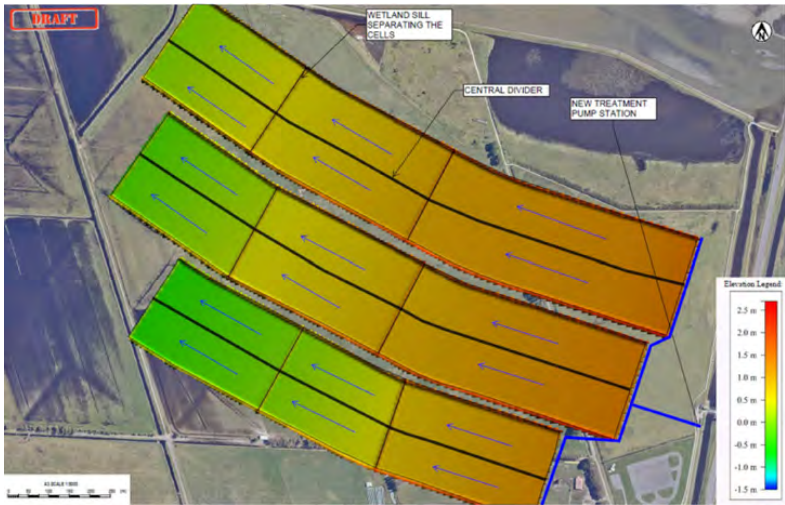 DRAFT
WETLAND SILL
SEPARATING THE
CELLS
CENTRAL DIVIDER
NEW TREATMENT
PUMP STATION
N
Elevation Legend:
2.5 m
2.0 m
1.5 m
1.0 m
0.5 m
0.0 m
-0.5 m
-1.0 m
-1.5 m